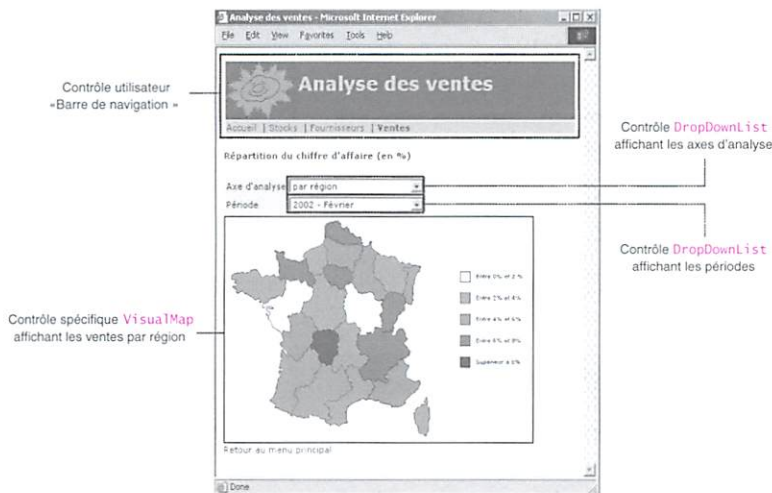 Analyse des ventes - Microsoft Internet Explorer
File Edit View Favorites Tools Help
Analyse des ventes
Accueil | Stocks | Fournisseurs | Ventes
Répartition du chiffre d'affaire (en %)
Axe d'analyse par région
Période 2002 - Février
Entre 0% et 2 %
Entre 2% et 4%
Entre 4% et 6%
Entre 6% et 8%
Supérieur à 8%
Retour au menu principal
Done
Contrôle utilisateur
«Barre de navigation »
Contrôle DropDownList
affichant les axes d'analyse
Contrôle DropDownList
affichant les périodes
Contrôle spécifique VisualMap
affichant les ventes par région